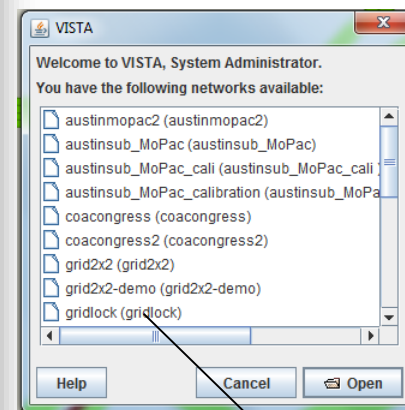 VISTA
Welcome to VISTA, System Administrator.
You have the following networks available:
austinmopac2 (austinmopac2)
austinsub_MoPac (austinsub_MoPac)
austinsub_MoPac_cali (austinsub_MoPac_cali
austinsub_MoPac_calibration (austinsub_MoPa
coacongress (coacongress)
coacongress2 (coacongress2)
grid2x2 (grid2x2)
grid2x2-demo (grid2x2-demo)
gridlock (gridlock)
Help Cancel Open